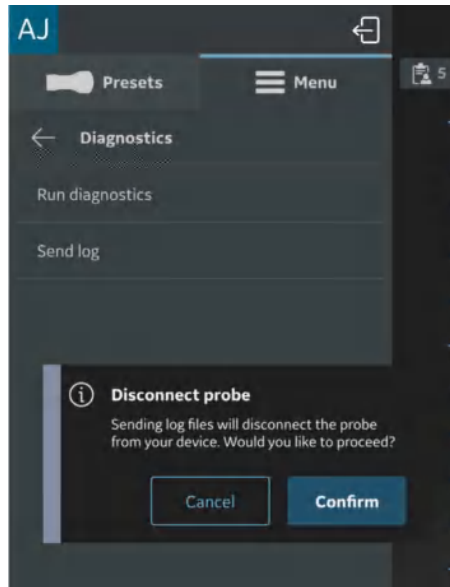 AJ
Presets
Menu
5
Diagnostics
Run diagnostics
Send log
Disconnect probe
Sending log files will disconnect the probe
from your device. Would you like to proceed?
Cancel
Confirm